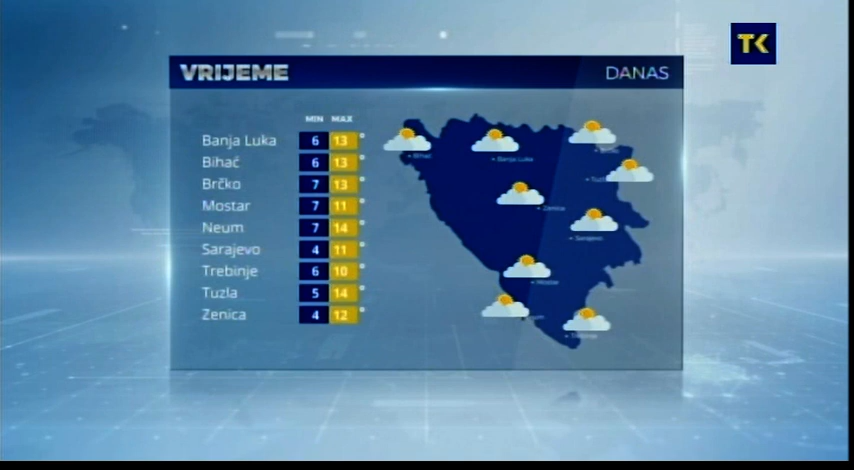 TK
VRIJEME
DANAS
MIN MAX
Banja Luka 6 13 °
Bihać 6 13 °
Brčko 7 13 °
Mostar 7 11 °
Neum 7 14 °
Sarajevo 4 11 °
Trebinje 6 10 °
Tuzla 5 14 °
Zenica 4 12 °
Bihać
Banja Luka
Tuzla
Zenica
Sarajevo
Mostar
Trebinje